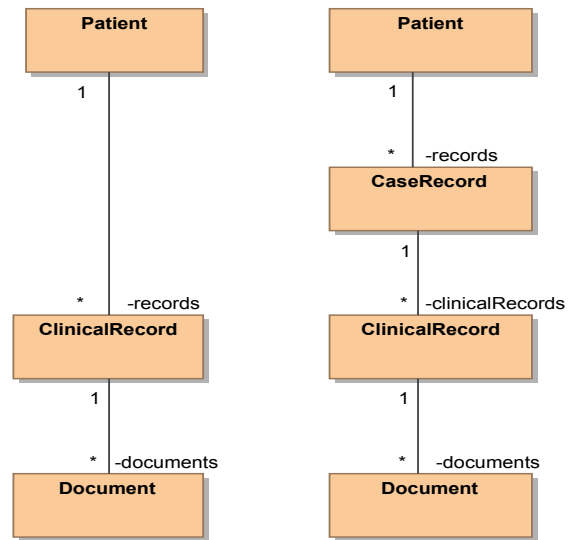 Patient
1
* -records
ClinicalRecord
1
* -documents
Document
Patient
1
* -records
CaseRecord
1
* -clinicalRecords
ClinicalRecord
1
* -documents
Document